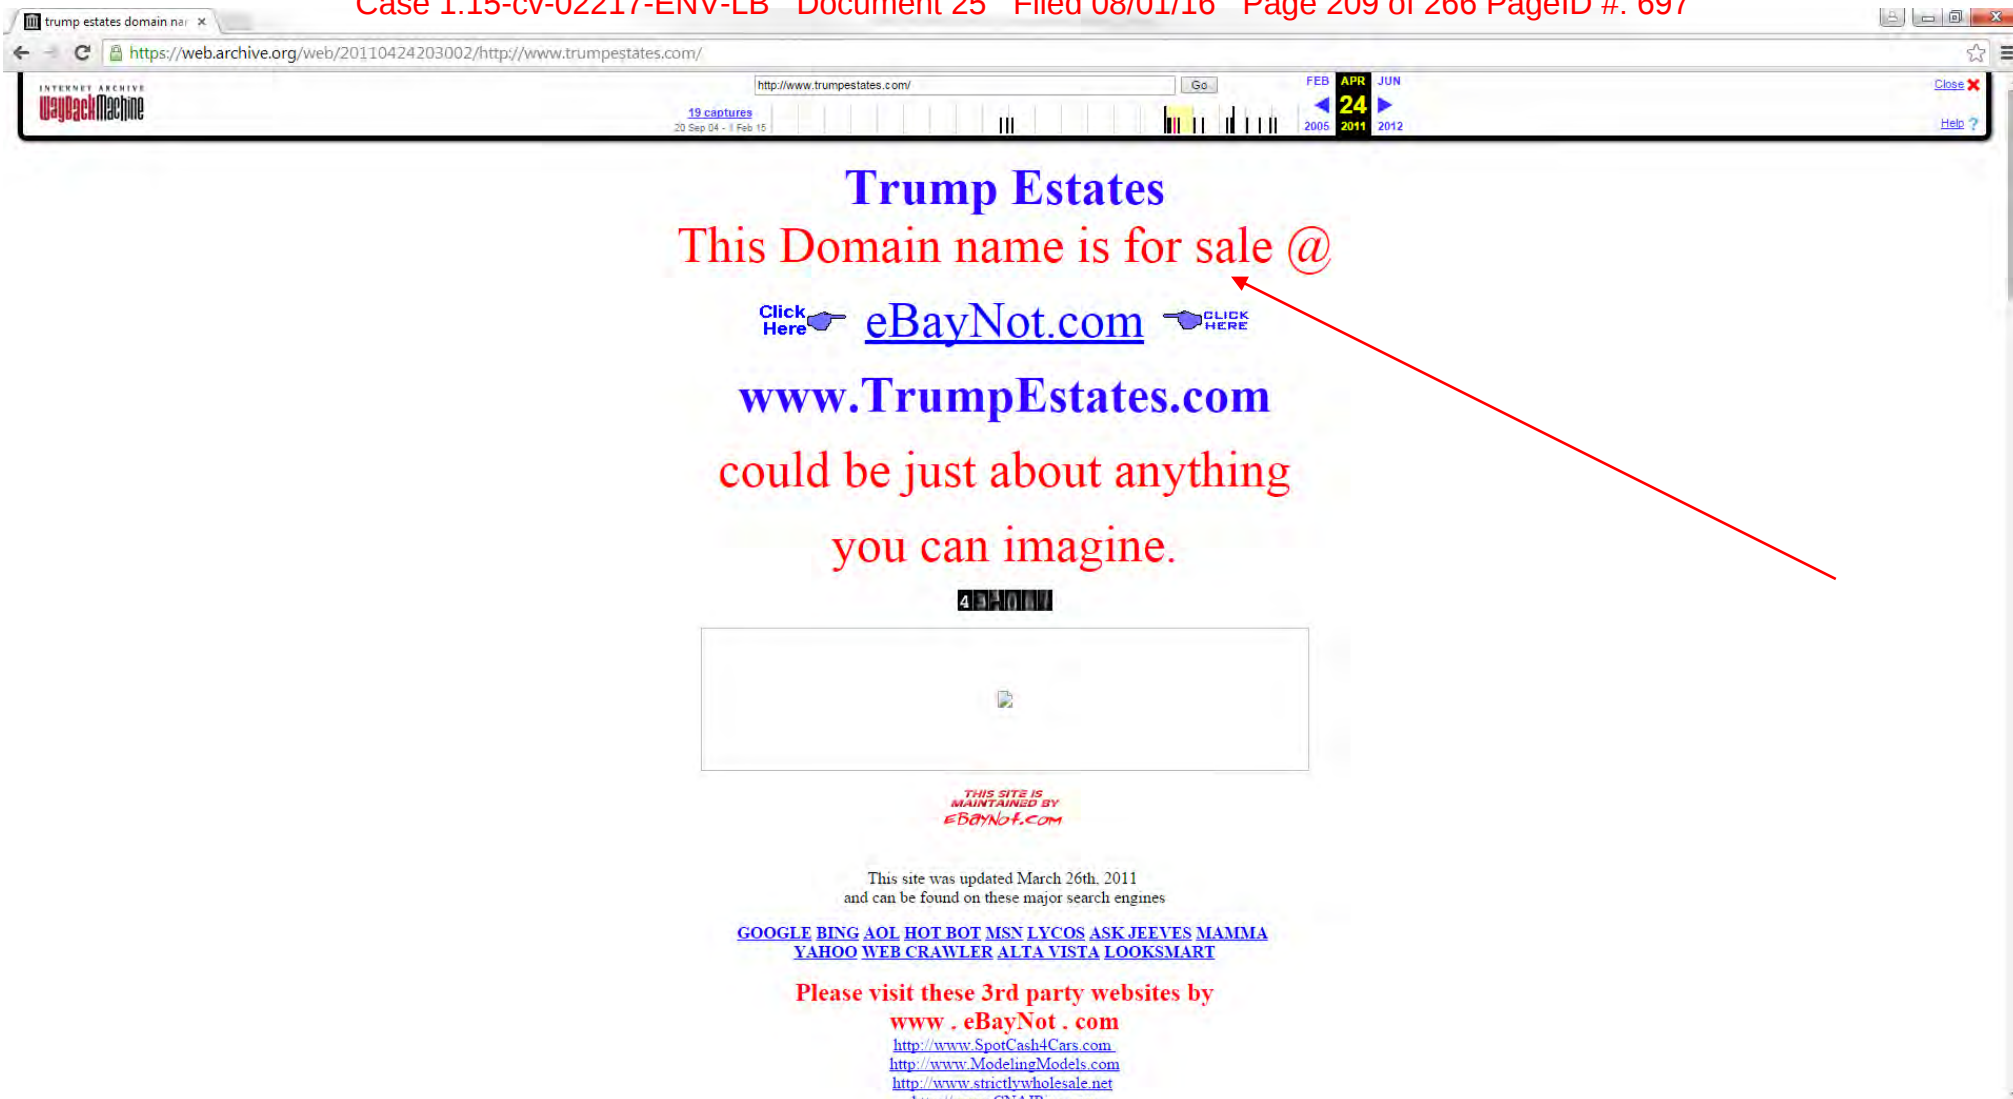 Case 1:15-cv-02217-ENV-LB Document 25 Filed 08/01/16 Page 209 of 266 PageID #: 697
trump estates domain nar
https://web.archive.org/web/20110424203002/http://www.trumpestates.com/
INTERNET ARCHIVE
WayBackMachine
http://www.trumpestates.com/ Go
FEB APR JUN
Close
19 captures
24
20 Sep 04 - 1 Feb 15
2005 2011 2012
Help ?
Trump Estates
This Domain name is for sale @
Click Here eBayNot.com CLICK HERE
www.TrumpEstates.com
could be just about anything
you can imagine.
THIS SITE IS
MAINTAINED BY
eBayNot.com
This site was updated March 26th, 2011
and can be found on these major search engines
GOOGLE BING AOL HOT BOT MSN LYCOS ASK JEEVES MAMMA
YAHOO WEB CRAWLER ALTA VISTA LOOKSMART
Please visit these 3rd party websites by
www . eBayNot . com
http://www.SpotCash4Cars.com
http://www.ModelingModels.com
http://www.strictlywholesale.net